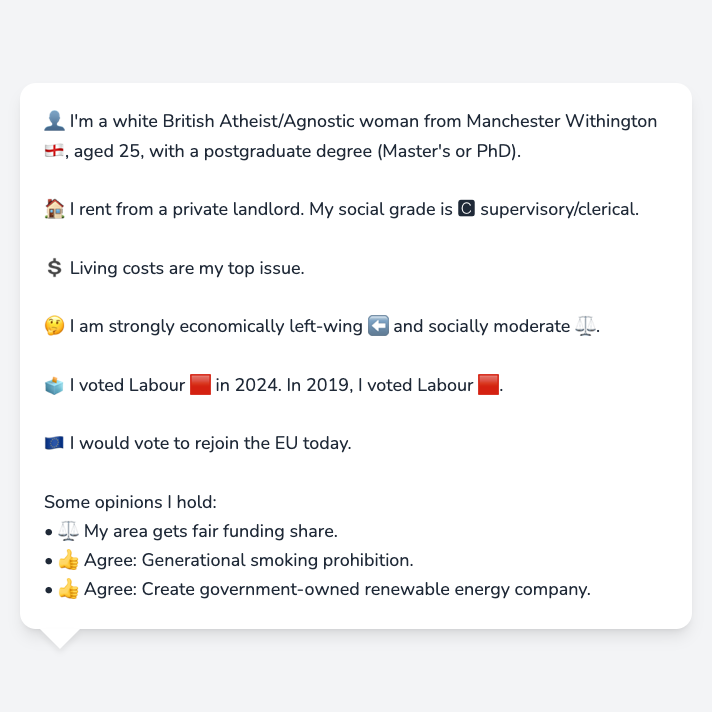 👤 I'm a white British Atheist/Agnostic woman from Manchester Withington
🏴󠁧󠁢󠁥󠁮󠁧󠁿, aged 25, with a postgraduate degree (Master's or PhD).
🏠 I rent from a private landlord. My social grade is 🅲 supervisory/clerical.
💲 Living costs are my top issue.
🤔 I am strongly economically left-wing ⬅️ and socially moderate ⚖️.
🗳️ I voted Labour 🟥 in 2024. In 2019, I voted Labour 🟥.
🇪🇺 I would vote to rejoin the EU today.
Some opinions I hold:
• ⚖️ My area gets fair funding share.
• 👍 Agree: Generational smoking prohibition.
• 👍 Agree: Create government-owned renewable energy company.